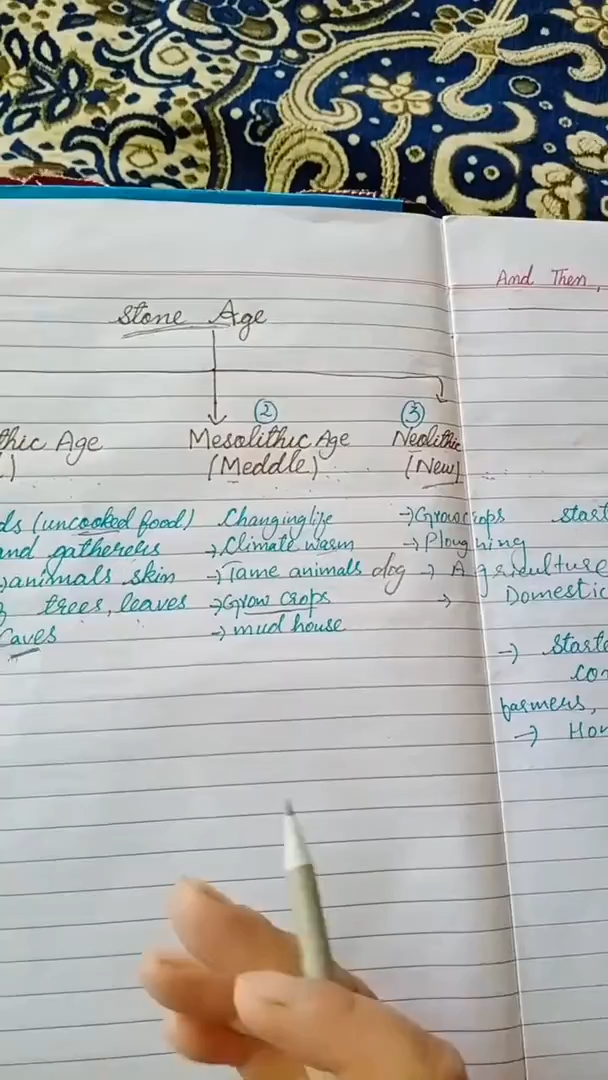 And Then,
Stone Age
② ③
thic Age Mesolithic Age Neolithic
) (Meddle) (New)
ds (uncooked food) Changing life → Grow crops start
and gatherers → Climate warm → Ploughing
animals skin → Tame animals dog → Agriculture
trees, leaves → Grow crops → Domestic
Caves → mud house
→ Starte
con
farmers,
→ Hor